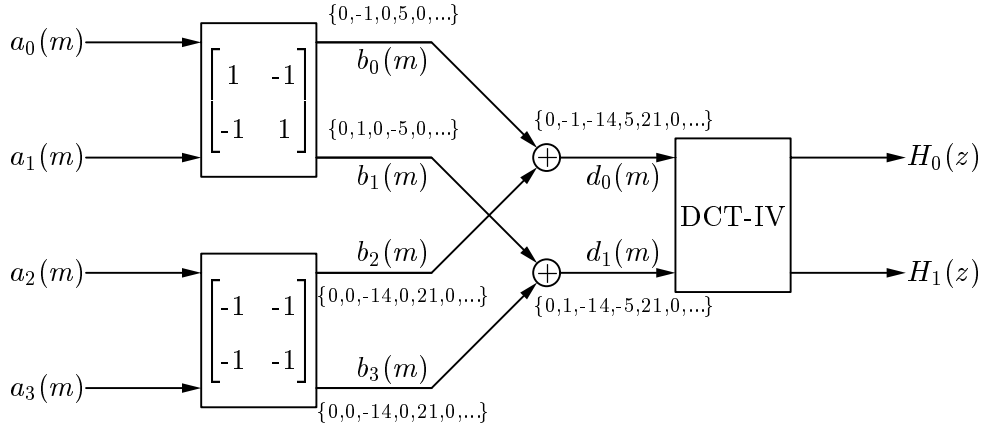 {0,-1,0,5,0,...}
a₀(m)
b₀(m)
1 -1
-1 1
{0,1,0,-5,0,...}
{0,-1,-14,5,21,0,...}
a₁(m)
b₁(m)
d₀(m)
H₀(z)
DCT-IV
b₂(m)
d₁(m)
a₂(m)
H₁(z)
{0,0,-14,0,21,0,...}
{0,1,-14,-5,21,0,...}
-1 -1
-1 -1
b₃(m)
a₃(m)
{0,0,-14,0,21,0,...}